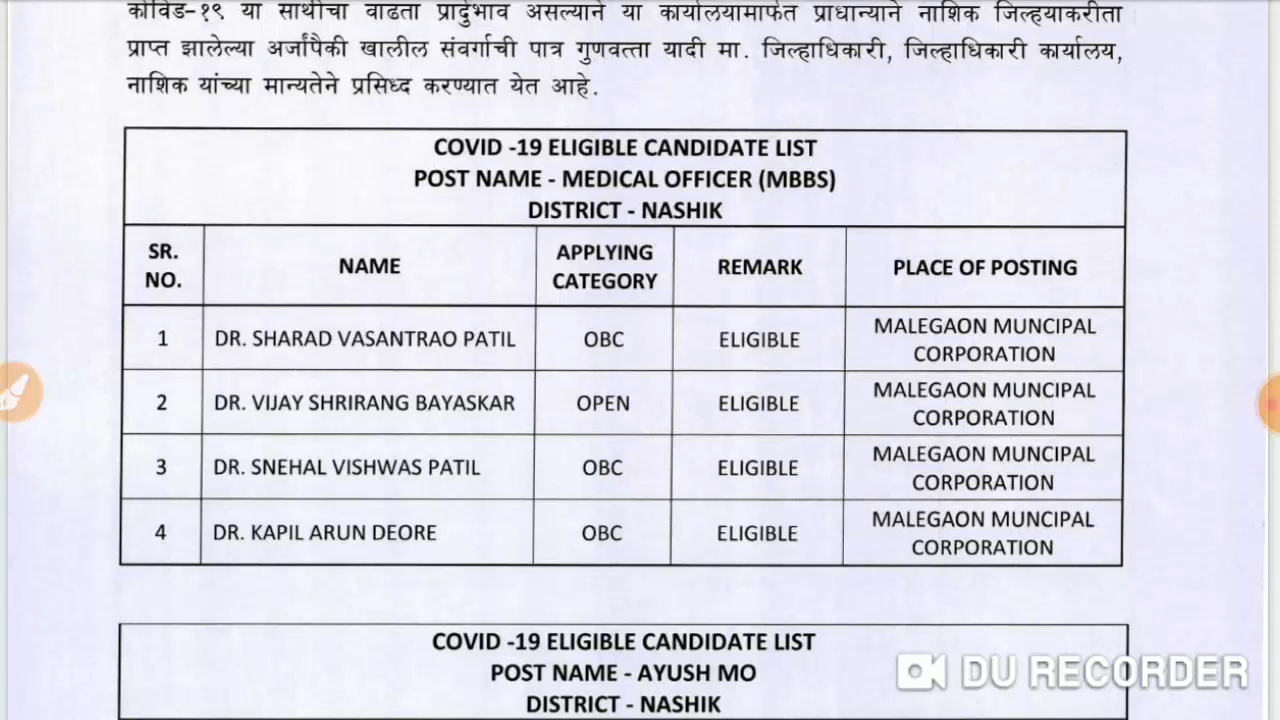 कोविड-१९ या साथीचा वाढता प्रार्दुभाव असल्याने या कार्यालयामार्फत प्राधान्याने नाशिक जिल्हयाकरीता
प्राप्त झालेल्या अर्जांपैकी खालील संवर्गाची पात्र गुणवत्ता यादी मा. जिल्हाधिकारी, जिल्हाधिकारी कार्यालय,
नाशिक यांच्या मान्यतेने प्रसिध्द करण्यात येत आहे.
COVID -19 ELIGIBLE CANDIDATE LIST
POST NAME - MEDICAL OFFICER (MBBS)
DISTRICT - NASHIK
SR. NO. NAME APPLYING CATEGORY REMARK PLACE OF POSTING
1 DR. SHARAD VASANTRAO PATIL OBC ELIGIBLE MALEGAON MUNCIPAL CORPORATION
2 DR. VIJAY SHRIRANG BAYASKAR OPEN ELIGIBLE MALEGAON MUNCIPAL CORPORATION
3 DR. SNEHAL VISHWAS PATIL OBC ELIGIBLE MALEGAON MUNCIPAL CORPORATION
4 DR. KAPIL ARUN DEORE OBC ELIGIBLE MALEGAON MUNCIPAL CORPORATION
COVID -19 ELIGIBLE CANDIDATE LIST
POST NAME - AYUSH MO
DISTRICT - NASHIK
DU RECORDER